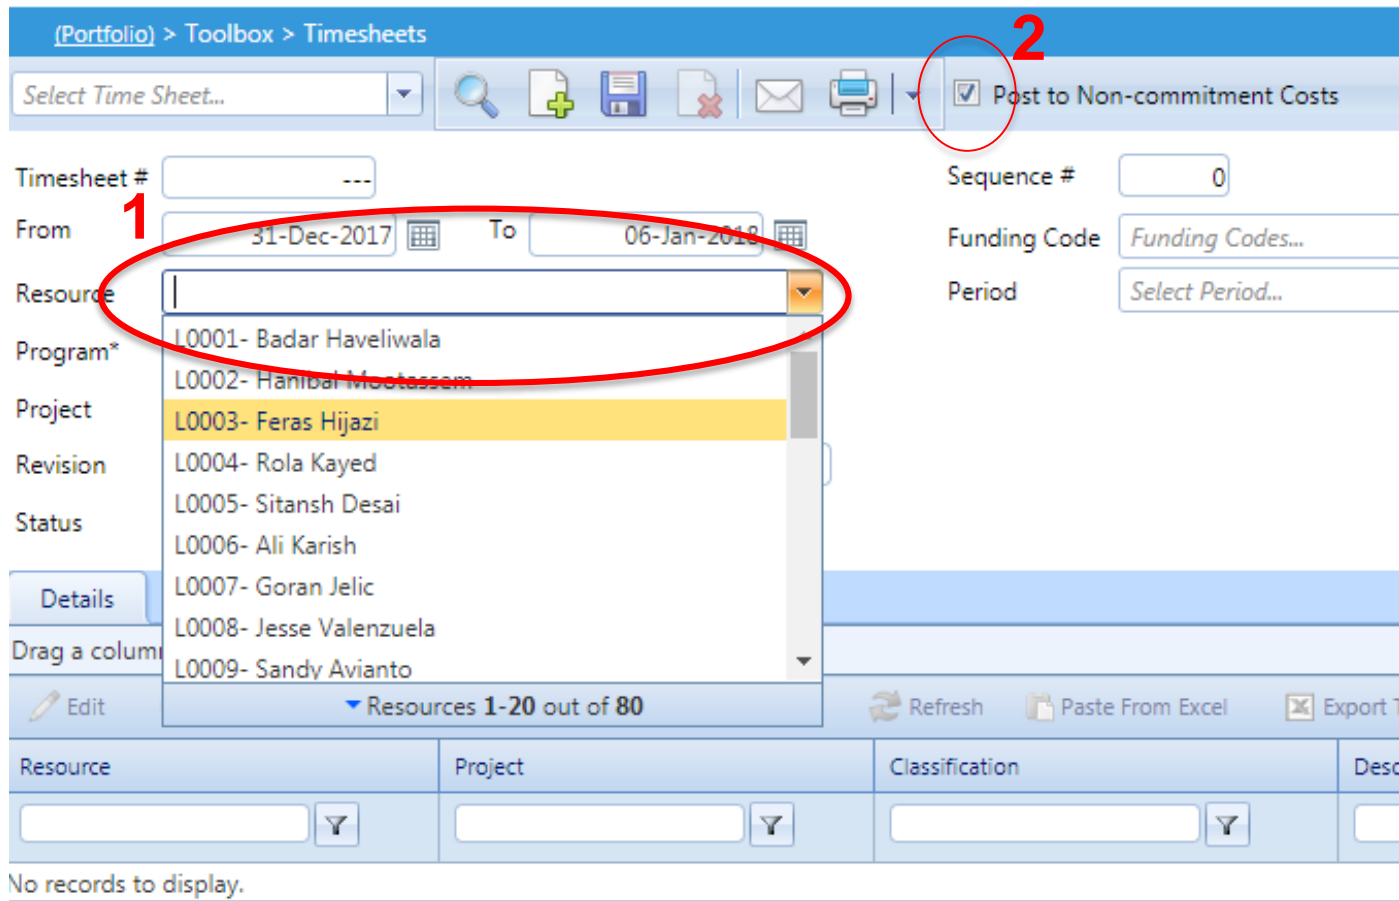 (Portfolio) > Toolbox > Timesheets
2
Select Time Sheet...
Post to Non-commitment Costs
Timesheet # ---
Sequence # 0
1
From 31-Dec-2017 To 06-Jan-2018
Funding Code Funding Codes...
Resource
Period Select Period...
L0001- Badar Haveliwala
Program*
L0002- Hanibal Mootassem
Project
L0003- Feras Hijazi
Revision
L0004- Rola Kayed
L0005- Sitansh Desai
Status
L0006- Ali Karish
L0007- Goran Jelic
Details
L0008- Jesse Valenzuela
Drag a colum
L0009- Sandy Avianto
Edit
Resources 1-20 out of 80
Refresh Paste From Excel Export T
Resource Project Classification Desc
No records to display.